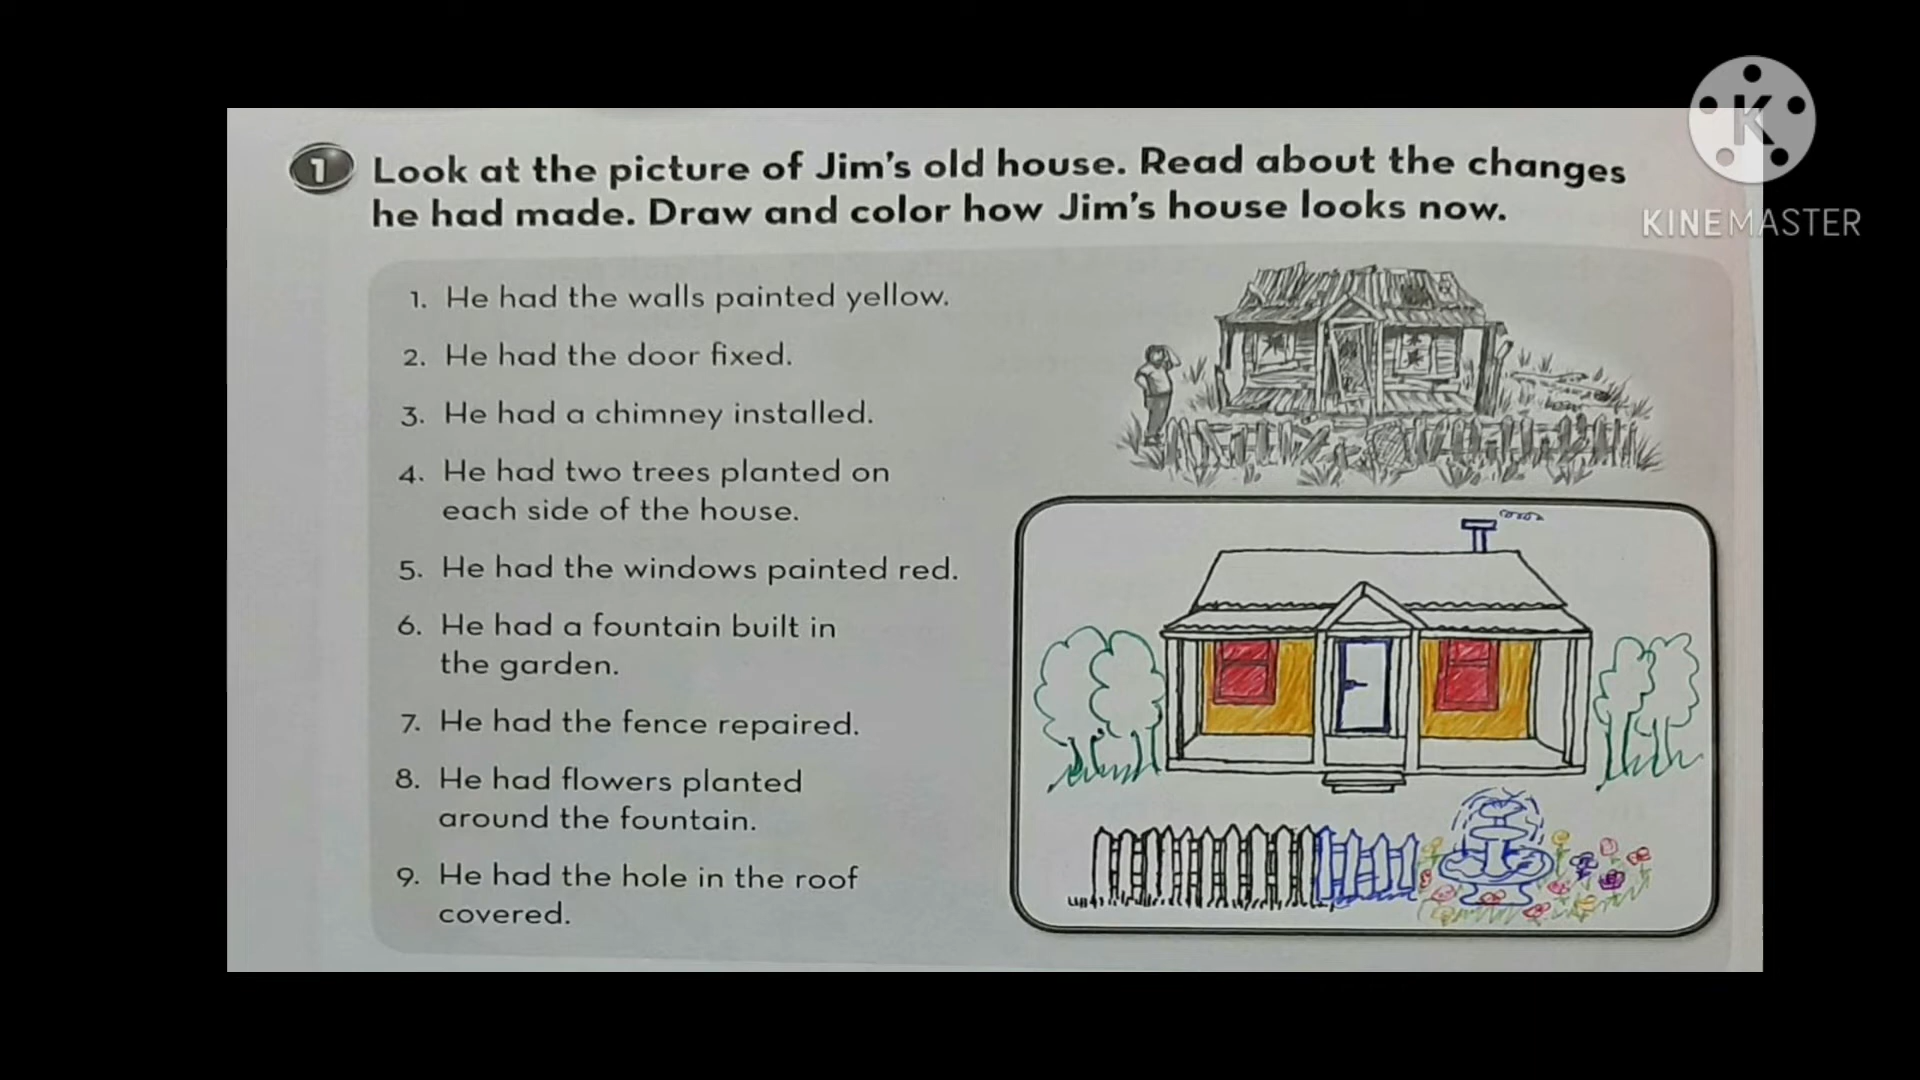 1 Look at the picture of Jim's old house. Read about the changes
he had made. Draw and color how Jim's house looks now.
1. He had the walls painted yellow.
2. He had the door fixed.
3. He had a chimney installed.
4. He had two trees planted on
each side of the house.
5. He had the windows painted red.
6. He had a fountain built in
the garden.
7. He had the fence repaired.
8. He had flowers planted
around the fountain.
9. He had the hole in the roof
covered.
K
KINEMASTER